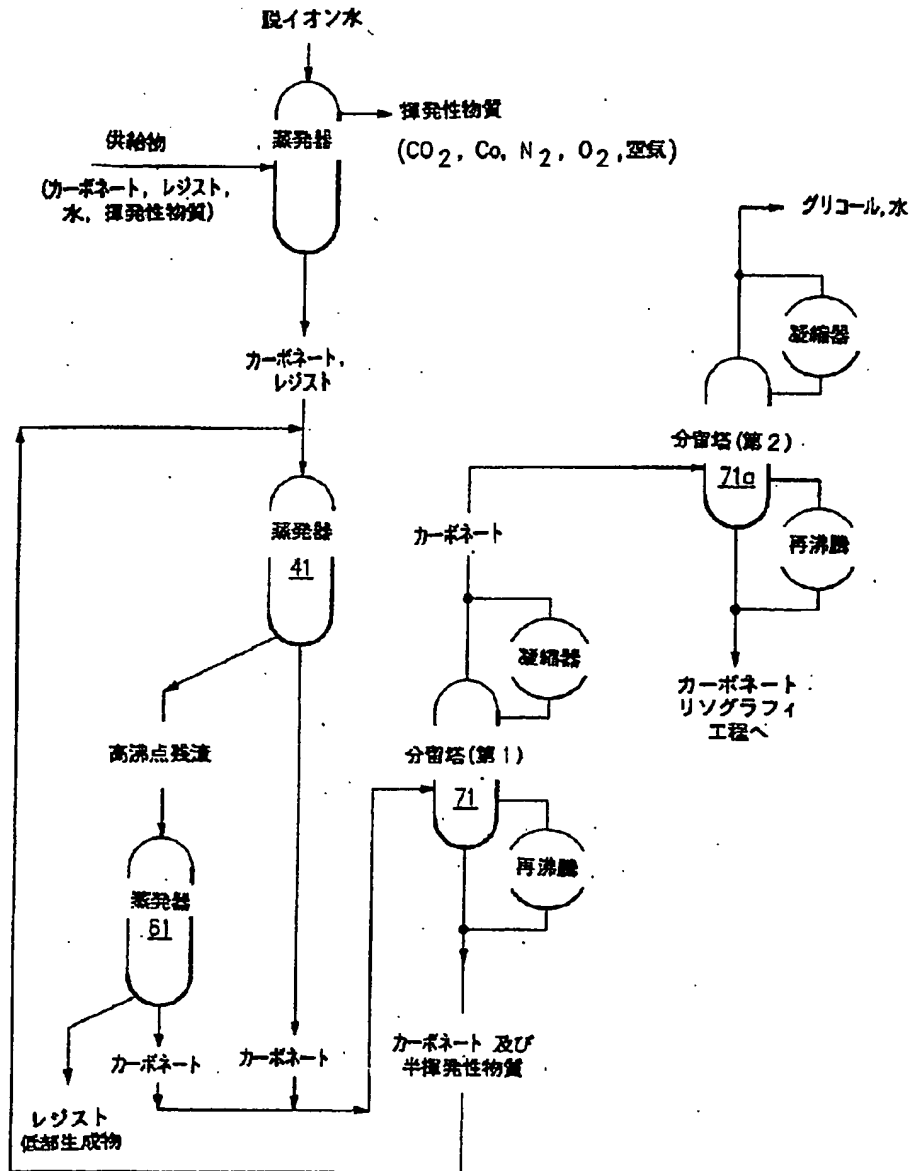 脱イオン水
蒸発器
揮発性物質
(CO2, Co, N2, O2,空気)
供給物
(カーボネート, レジスト,
水, 揮発性物質)
グリコール,水
凝縮器
カーボネート,
レジスト
分留塔(第2)
71a
蒸発器
41
カーボネート
再沸騰
凝縮器
カーボネート
リソグラフィ
工程へ
高沸点残渣
分留塔(第1)
71
再沸騰
蒸発器
61
カーボネート
カーボネート
カーボネート 及び
半揮発性物質
レジスト
低部生成物